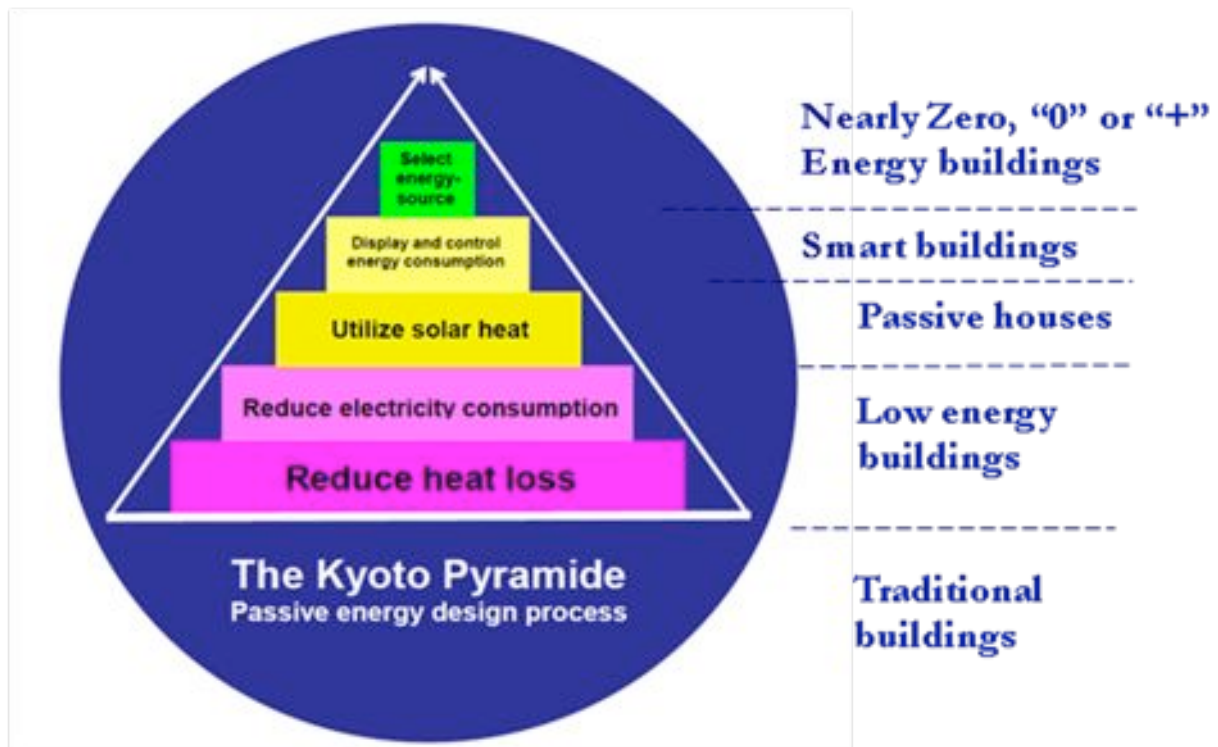 Select
energy-
source
Display and control
energy consumption
Utilize solar heat
Reduce electricity consumption
Reduce heat loss
The Kyoto Pyramide
Passive energy design process
Nearly Zero, “0” or “+”
Energy buildings
Smart buildings
Passive houses
Low energy
buildings
Traditional
buildings